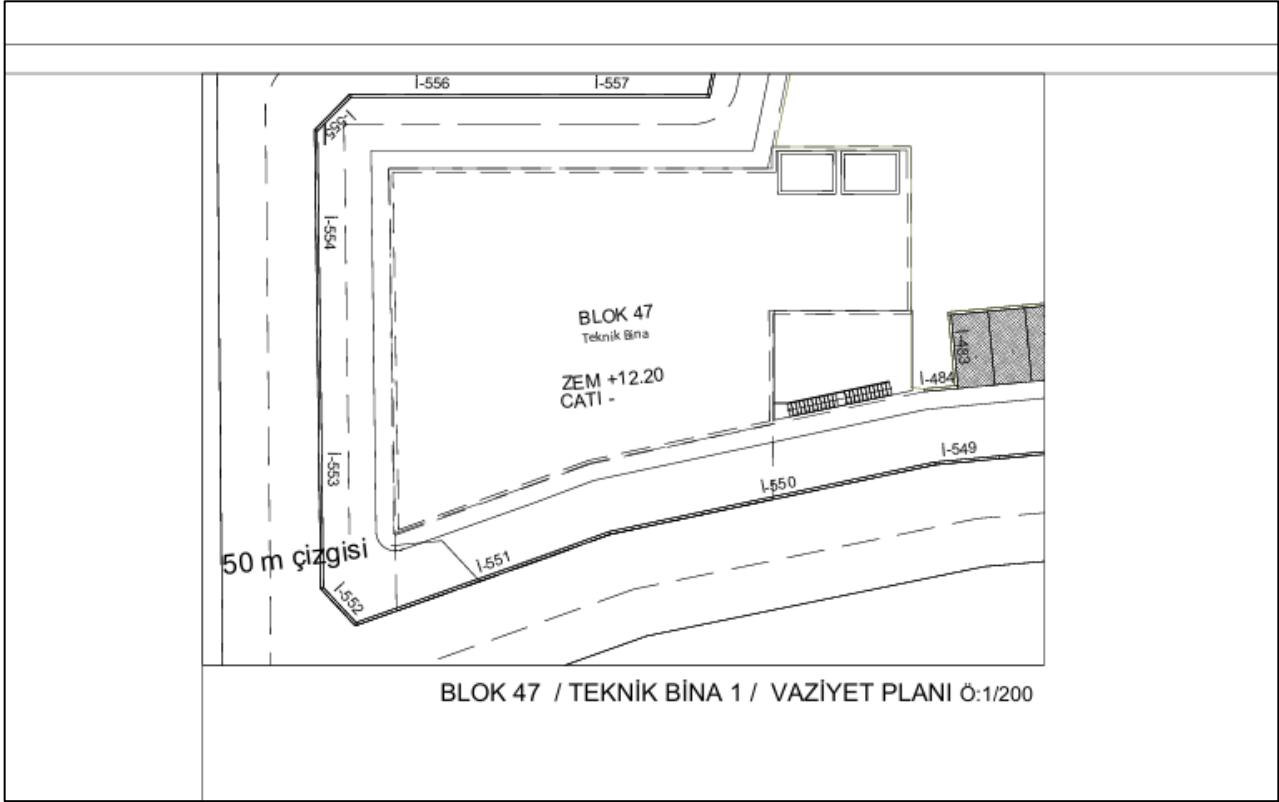 İ-556
İ-557
İ-555
İ-554
BLOK 47
Teknik Bina
ZEM +12.20
CATI -
İ-483
İ-484
İ-549
İ-553
İ-550
50 m çizgisi
İ-551
İ-552
BLOK 47 / TEKNİK BİNA 1 / VAZİYET PLANI Ö:1/200